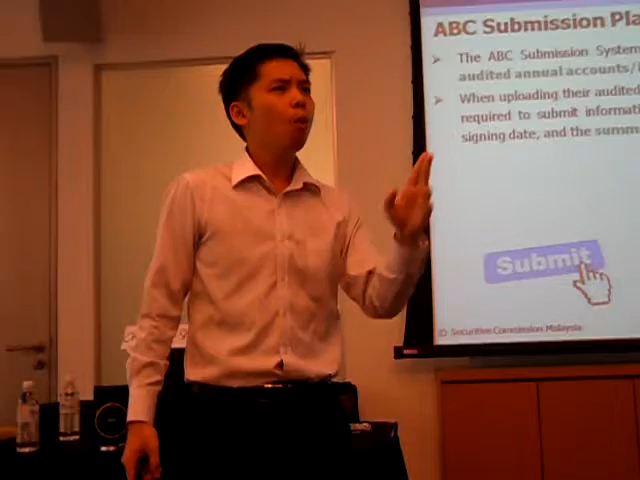 ABC Submission Pla
➢ The ABC Submission System
audited annual accounts/
➢ When uploading their audited
required to submit informati
signing date, and the summ
Submit
© Securities Commission Malaysia